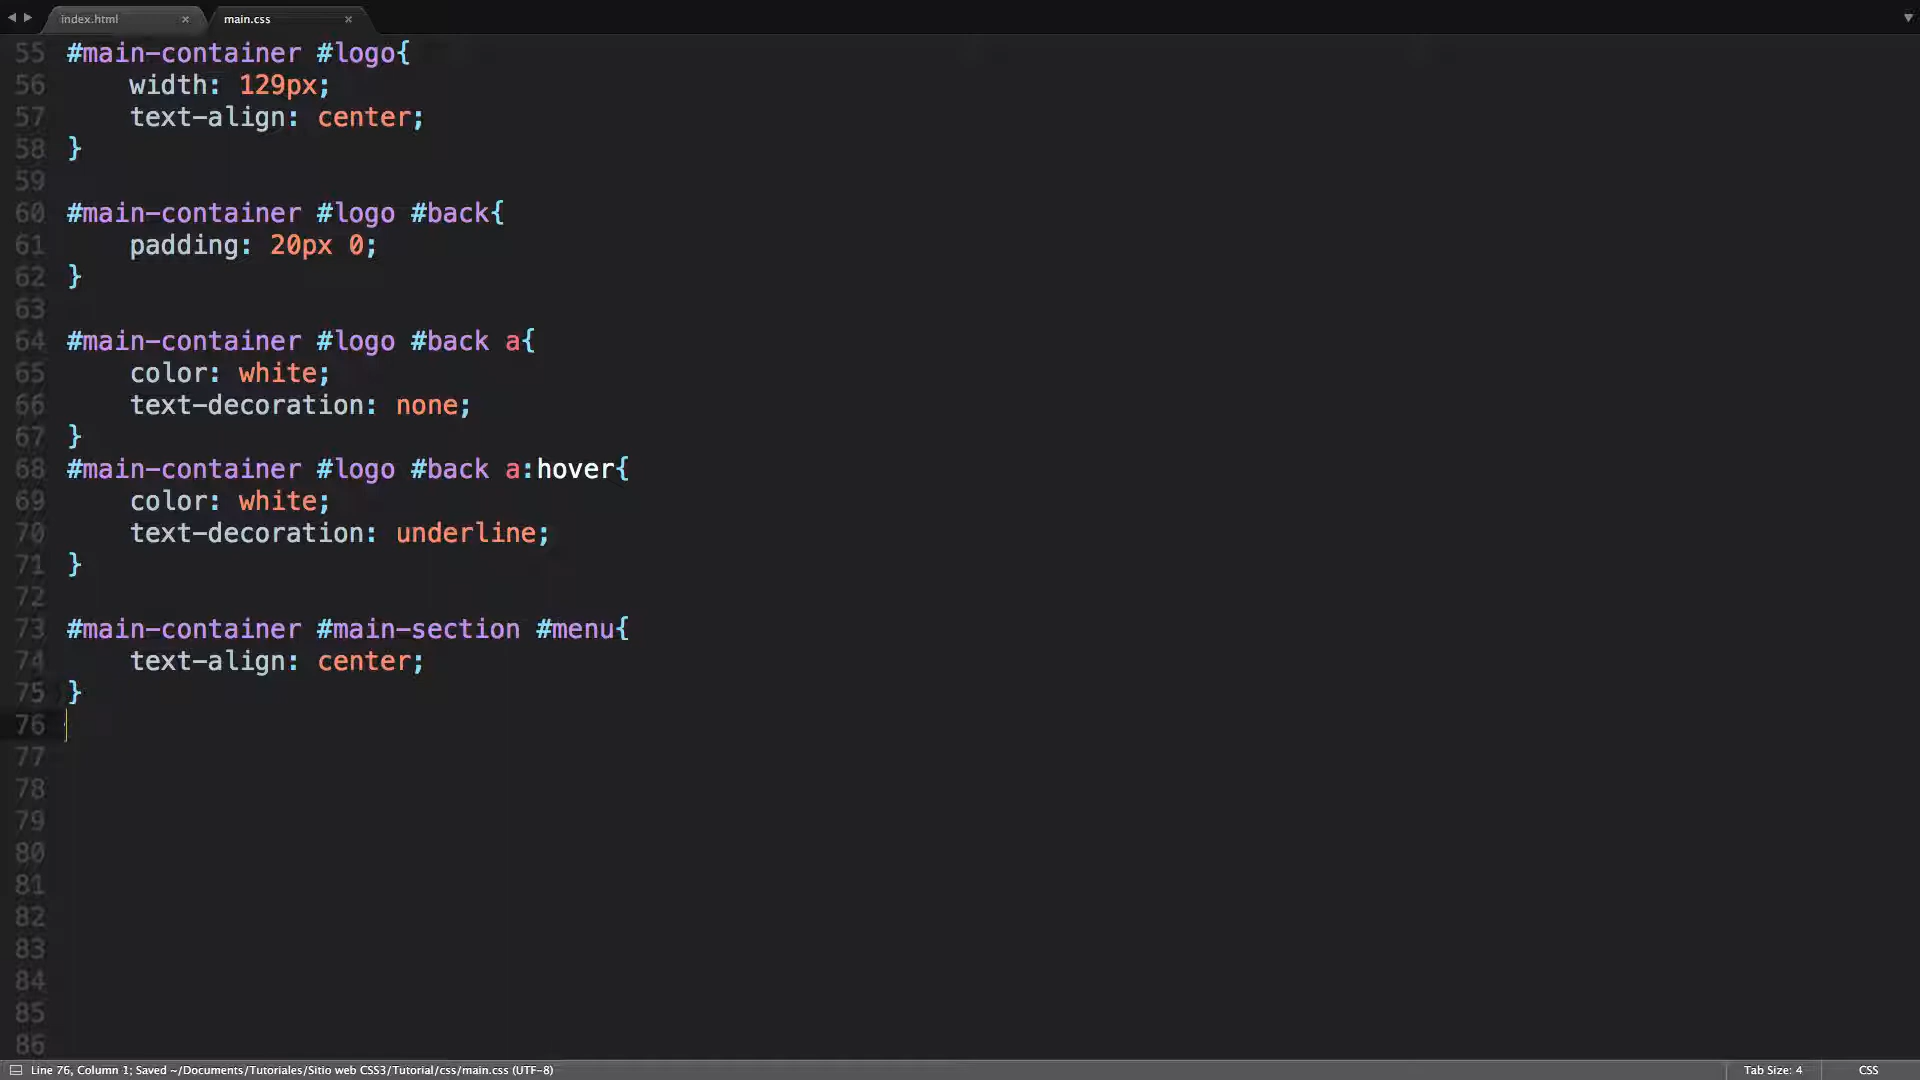 index.html × main.css ×
55 #main-container #logo{
56 width: 129px;
57 text-align: center;
58 }
59
60 #main-container #logo #back{
61 padding: 20px 0;
62 }
63
64 #main-container #logo #back a{
65 color: white;
66 text-decoration: none;
67 }
68 #main-container #logo #back a:hover{
69 color: white;
70 text-decoration: underline;
71 }
72
73 #main-container #main-section #menu{
74 text-align: center;
75 }
76
77
78
79
80
81
82
83
84
85
86
Line 76, Column 1; Saved ~/Documents/Tutoriales/Sitio web CSS3/Tutorial/css/main.css (UTF-8) Tab Size: 4 CSS